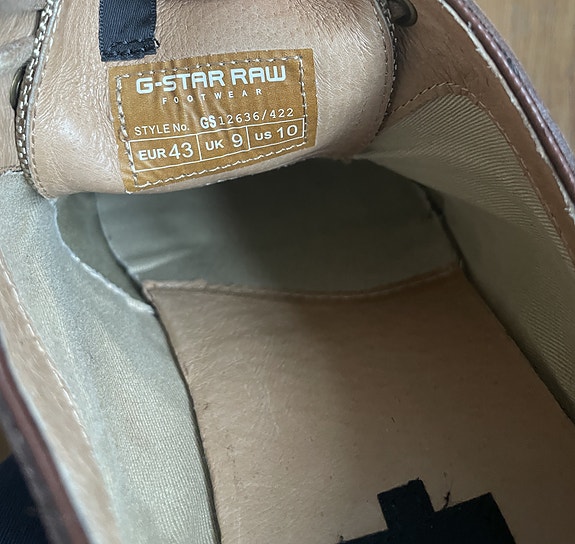 G-STAR RAW
FOOTWEAR
STYLE No. GS12636/422
EUR 43 UK 9 US 10